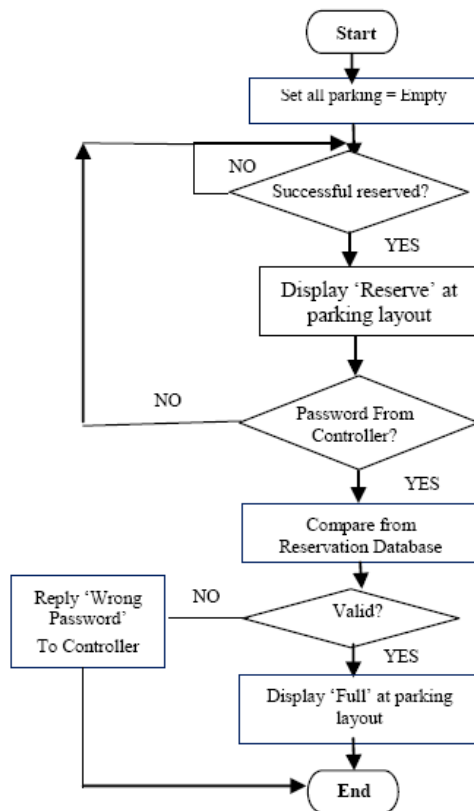 Start
Set all parking = Empty
NO
Successful reserved?
YES
Display ‘Reserve’ at
parking layout
NO
Password From
Controller?
YES
Compare from
Reservation Database
Reply ‘Wrong
Password’
To Controller
NO
Valid?
YES
Display ‘Full’ at parking
layout
End